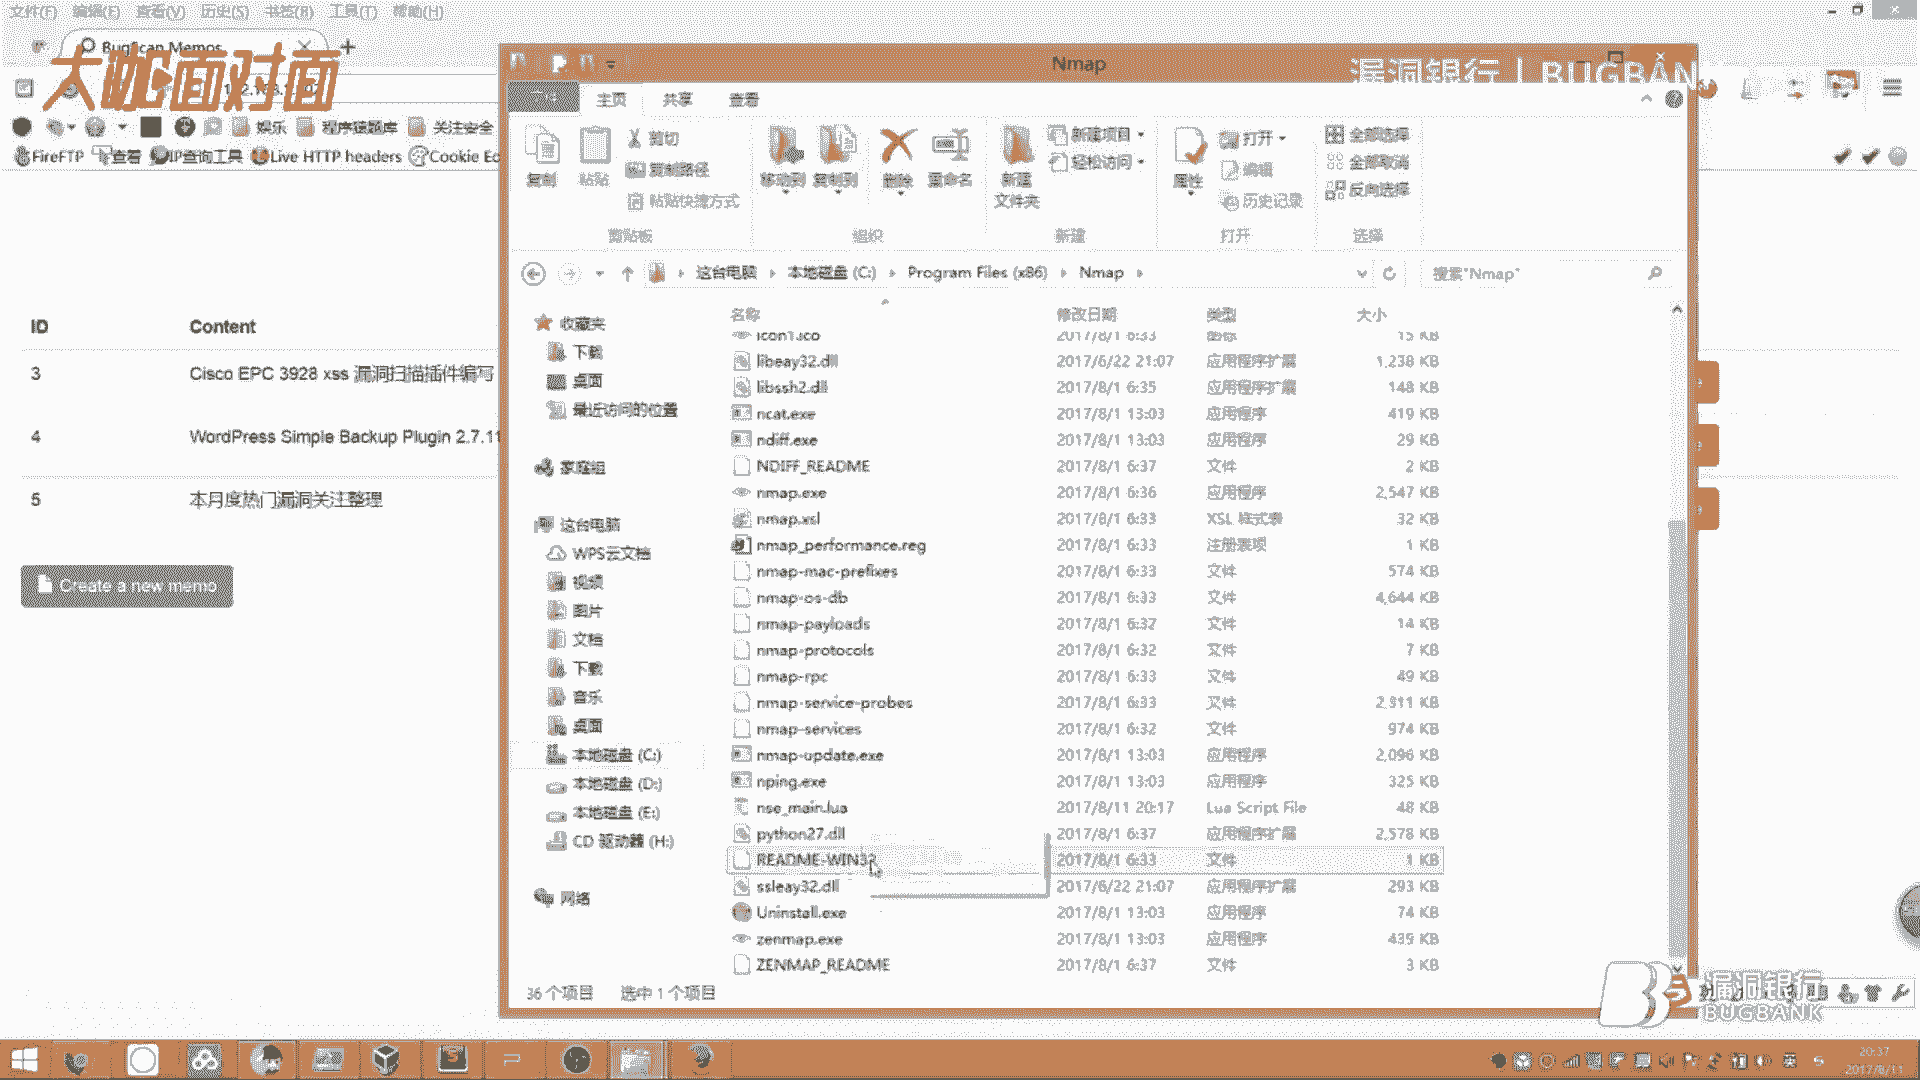 文件(F) 编辑(E) 查看(V) 历史(S) 书签(B) 工具(T) 帮助(H)
BugScan Memos
大咖面对面
娱乐 程序猿题库 关注安全
FireFTP 查看 IP查询工具 Live HTTP headers Cookie
ID Content
3 Cisco EPC 3928 xss 漏洞扫描插件编写
4 WordPress Simple Backup Plugin 2.7.11
5 本月度热门漏洞关注整理
Create a new memo
Nmap
漏洞银行丨BUGBAN
主页 共享 查看
复制 粘贴 剪切 复制路径 粘贴快捷方式
移动到 复制到 删除 重命名
新建文件夹 新建项目 轻松访问
属性 打开 编辑 历史记录
全部选择 全部取消 反向选择
剪贴板 组织 新建 打开 选择
这台电脑 本地磁盘 (C:) Program Files (x86) Nmap
搜索"Nmap"
收藏夹
下载
桌面
最近访问的位置
家庭组
这台电脑
WPS云文档
视频
图片
文档
下载
音乐
桌面
本地磁盘 (C:)
本地磁盘 (D:)
本地磁盘 (E:)
CD 驱动器 (H:)
网络
名称 修改日期 类型 大小
icon1.ico 2017/8/1 6:33 图标 15 KB
libeay32.dll 2017/6/22 21:07 应用程序扩展 1,238 KB
libssh2.dll 2017/8/1 6:35 应用程序扩展 148 KB
ncat.exe 2017/8/1 13:03 应用程序 419 KB
ndiff.exe 2017/8/1 13:03 应用程序 29 KB
NDIFF_README 2017/8/1 6:37 文件 2 KB
nmap.exe 2017/8/1 6:36 应用程序 2,547 KB
nmap.xsl 2017/8/1 6:33 XSL 样式表 32 KB
nmap_performance.reg 2017/8/1 6:33 注册表项 1 KB
nmap-mac-prefixes 2017/8/1 6:33 文件 574 KB
nmap-os-db 2017/8/1 6:33 文件 4,644 KB
nmap-payloads 2017/8/1 6:32 文件 14 KB
nmap-protocols 2017/8/1 6:32 文件 7 KB
nmap-rpc 2017/8/1 6:33 文件 49 KB
nmap-service-probes 2017/8/1 6:33 文件 2,311 KB
nmap-services 2017/8/1 6:32 文件 974 KB
nmap-update.exe 2017/8/1 13:03 应用程序 2,096 KB
nping.exe 2017/8/1 13:03 应用程序 325 KB
nse_main.lua 2017/8/11 20:17 Lua Script File 48 KB
python27.dll 2017/8/1 6:37 应用程序扩展 2,578 KB
README-WIN32 2017/8/1 6:33 文件 1 KB
ssleay32.dll 2017/6/22 21:07 应用程序扩展 293 KB
Uninstall.exe 2017/8/1 13:03 应用程序 74 KB
zenmap.exe 2017/8/1 13:03 应用程序 435 KB
ZENMAP_README 2017/8/1 6:37 文件 3 KB
36 个项目 选中 1 个项目
漏洞银行
BUGBANK
20:37
2017/8/11